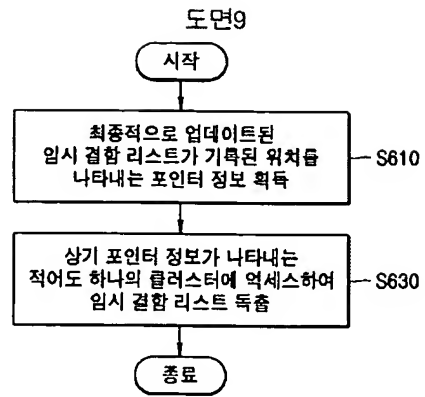 도면9
시작
최종적으로 업데이트된
임시 결함 리스트가 기록된 위치를
나타내는 포인터 정보 획득
S610
상기 포인터 정보가 나타내는
적어도 하나의 클러스터에 억세스하여
임시 결함 리스트 독출
S630
종료